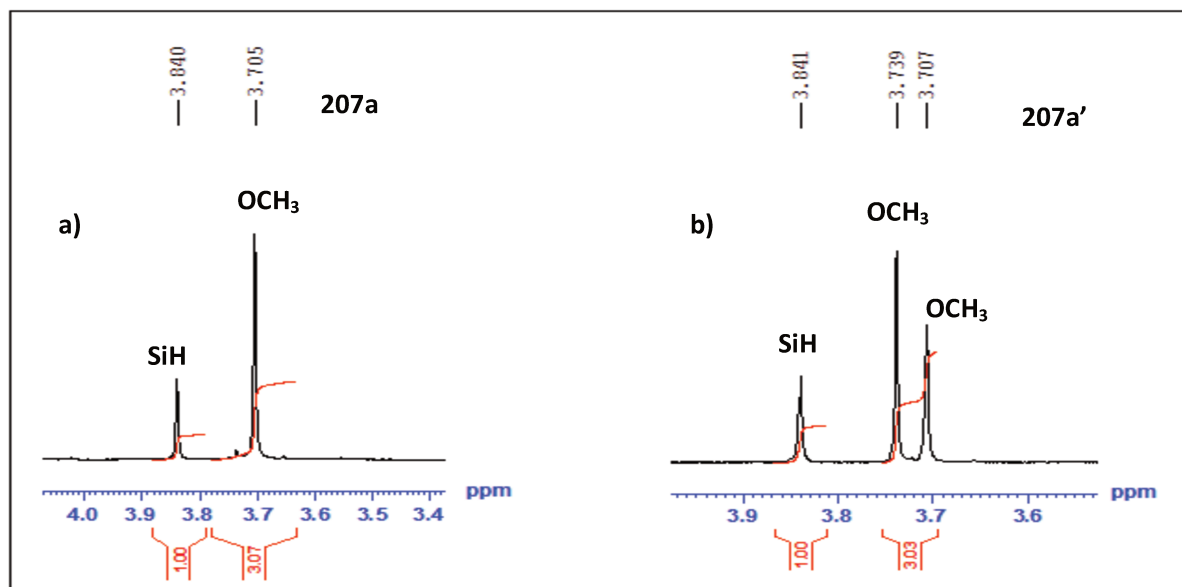 3.840
3.705
207a
a)
SiH
OCH₃
4.0 3.9 3.8 3.7 3.6 3.5 3.4 ppm
1.00
3.07
3.841
3.739
3.707
207a’
b)
SiH
OCH₃
OCH₃
3.9 3.8 3.7 3.6 ppm
1.00
3.03